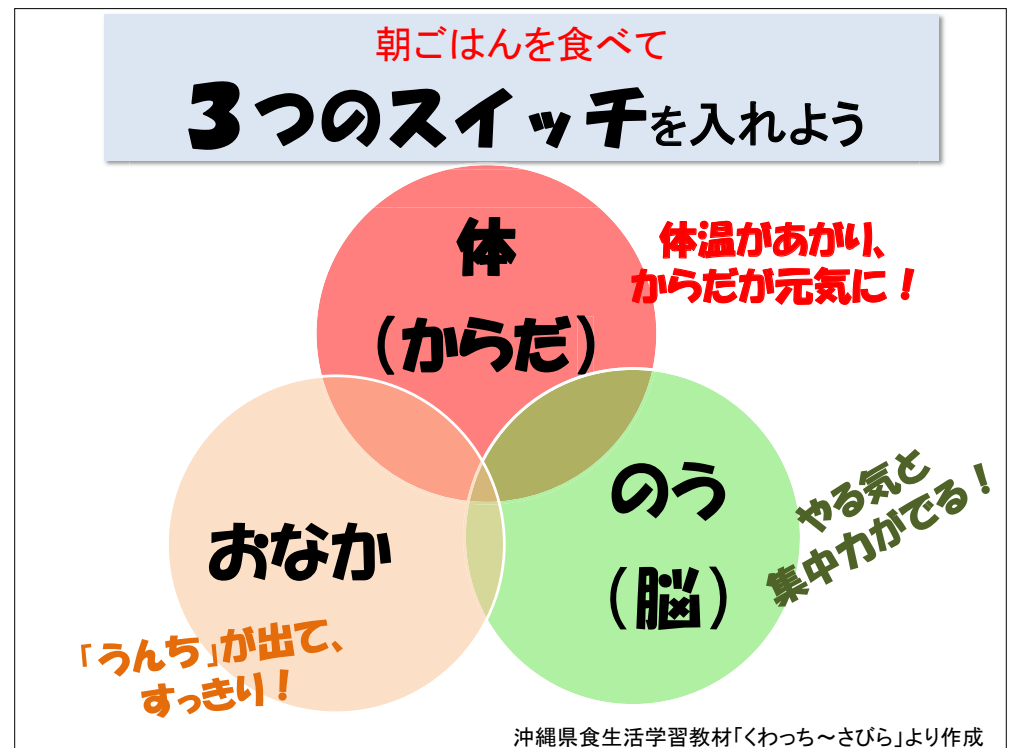 朝ごはんを食べて
３つのスイッチを入れよう
体
（からだ）
体温があがり、
からだが元気に！
のう
（脳）
やる気と
集中力がでる！
おなか
「うんち」が出て、
すっきり！
沖縄県食生活学習教材「くわっち～さびら」より作成